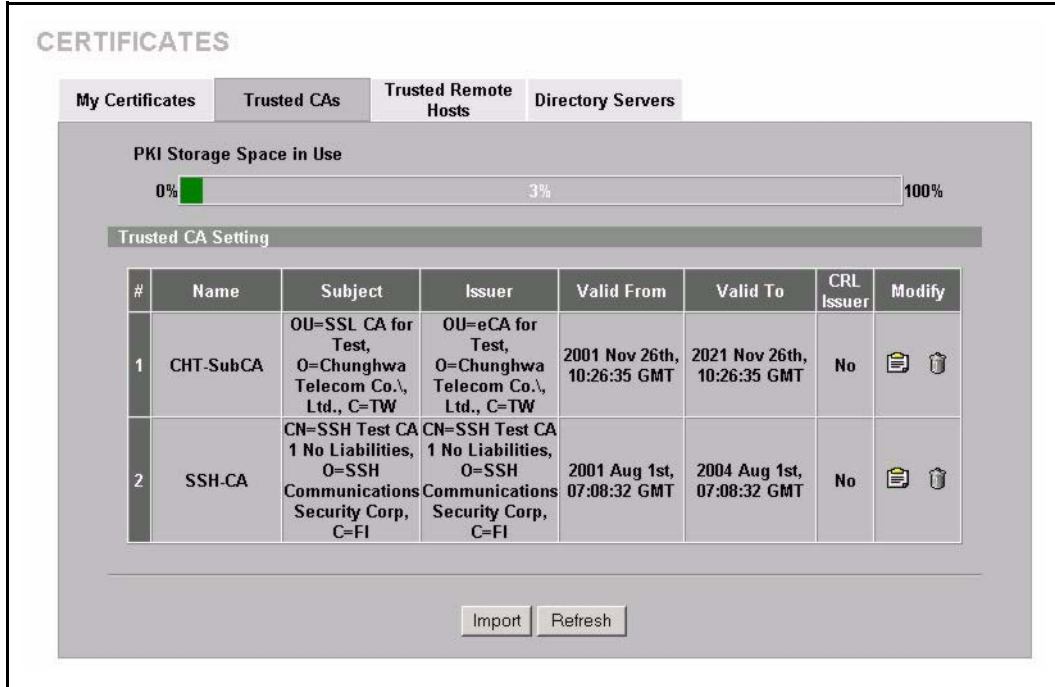 CERTIFICATES
My Certificates
Trusted CAs
Trusted Remote
Hosts
Directory Servers
PKI Storage Space in Use
0%
3%
100%
Trusted CA Setting
#
Name
Subject
Issuer
Valid From
Valid To
CRL
Issuer
Modify
1
CHT-SubCA
OU=SSL CA for
Test,
O=Chunghwa
Telecom Co.\,
Ltd., C=TW
OU=eCA for
Test,
O=Chunghwa
Telecom Co.\,
Ltd., C=TW
2001 Nov 26th,
10:26:35 GMT
2021 Nov 26th,
10:26:35 GMT
No
2
SSH-CA
CN=SSH Test CA
1 No Liabilities,
O=SSH
Communications
Security Corp,
C=FI
CN=SSH Test CA
1 No Liabilities,
O=SSH
Communications
Security Corp,
C=FI
2001 Aug 1st,
07:08:32 GMT
2004 Aug 1st,
07:08:32 GMT
No
Import
Refresh